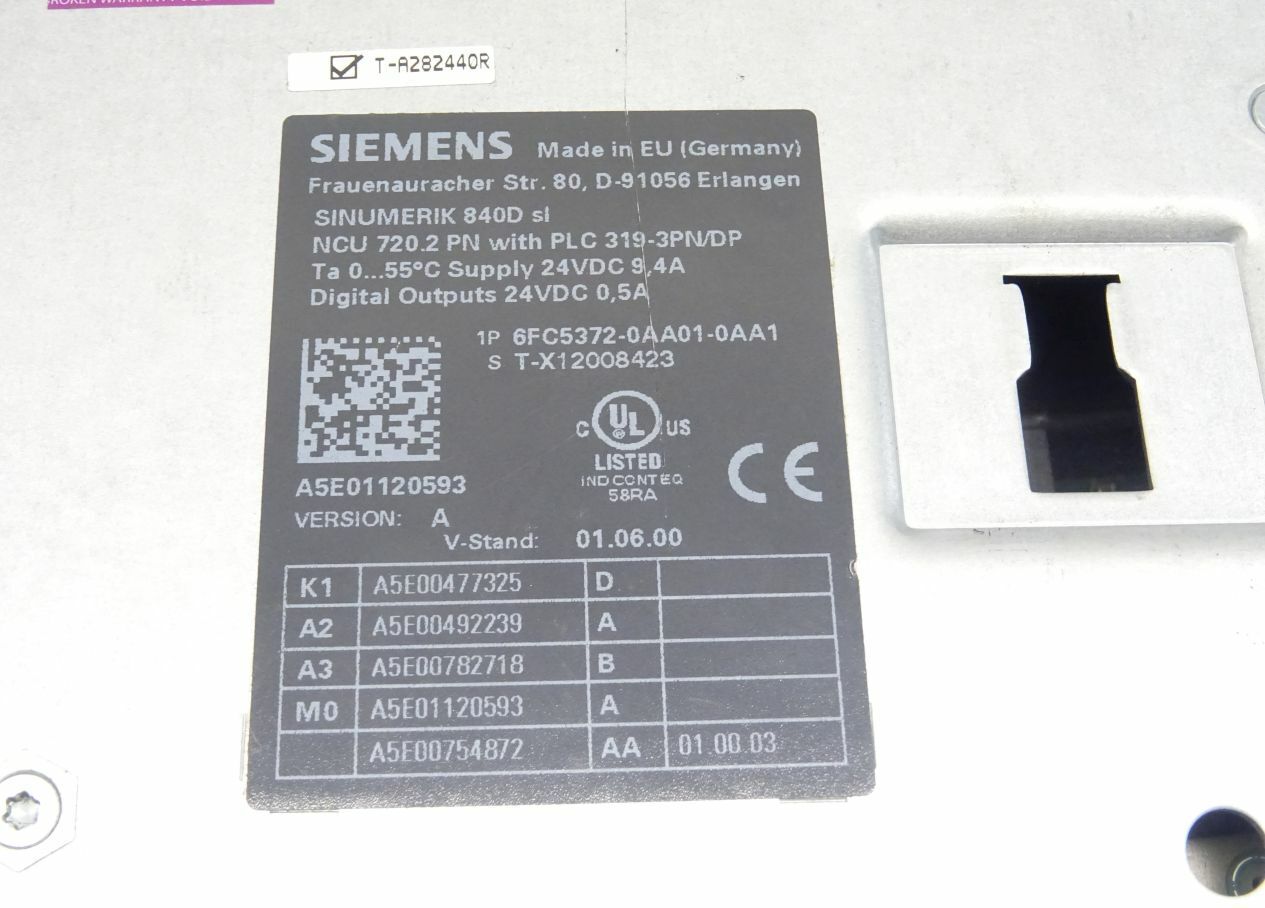 T-A282440R
SIEMENS Made in EU (Germany)
Frauenauracher Str. 80, D-91056 Erlangen
SINUMERIK 840D sl
NCU 720.2 PN with PLC 319-3PN/DP
Ta 0...55°C Supply 24VDC 9,4A
Digital Outputs 24VDC 0,5A
1P 6FC5372-0AA01-0AA1
S T-X12008423
C UL ® US
LISTED
IND CONT EQ
58RA
CE
A5E01120593
VERSION: A
V-Stand: 01.06.00
K1 A5E00477325 D
A2 A5E00492239 A
A3 A5E00782718 B
M0 A5E01120593 A
A5E00754872 AA 01.00.03